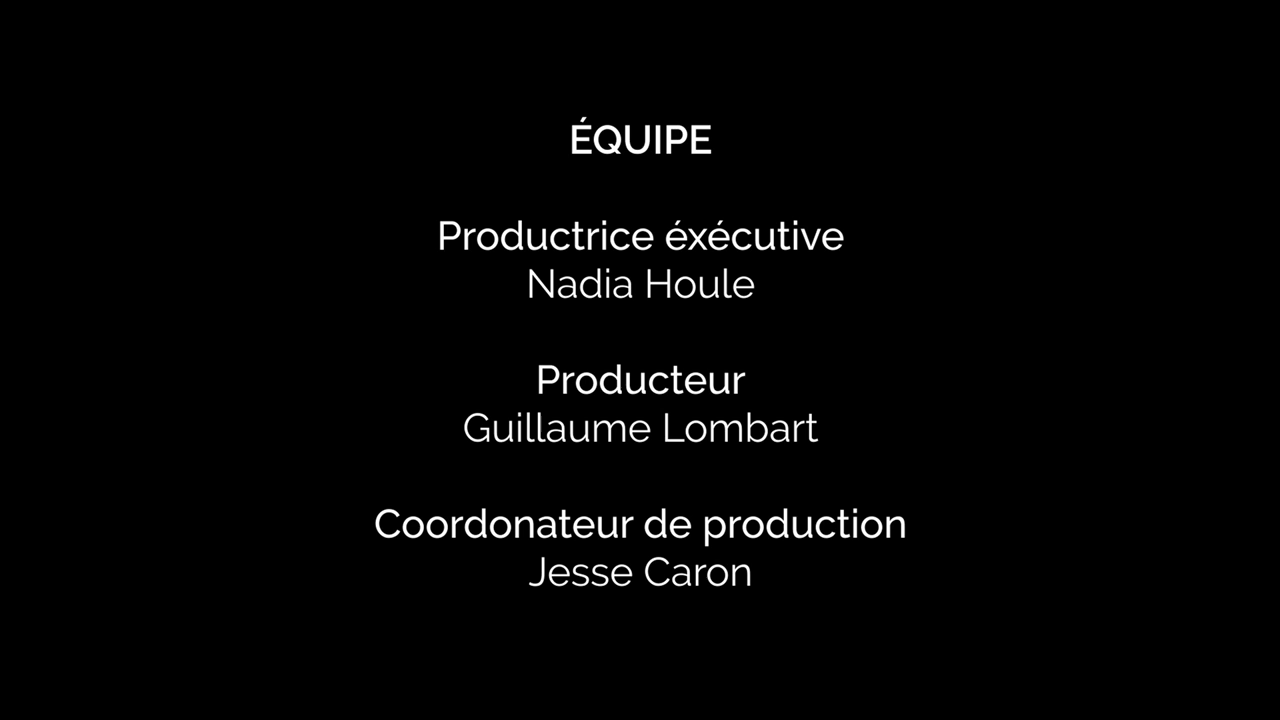 ÉQUIPE
Productrice éxécutive
Nadia Houle
Producteur
Guillaume Lombart
Coordonateur de production
Jesse Caron